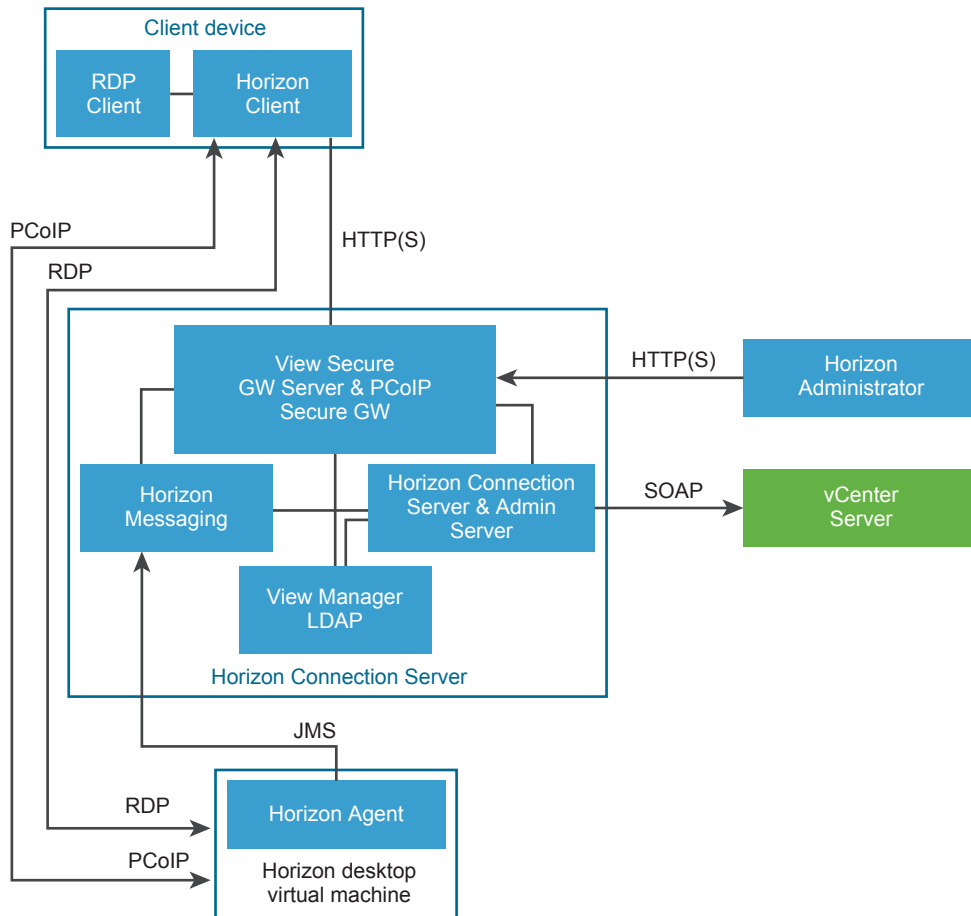 Client device
RDP
Client
Horizon
Client
PCoIP
HTTP(S)
RDP
View Secure
GW Server & PCoIP
Secure GW
HTTP(S)
Horizon
Administrator
Horizon
Messaging
Horizon Connection
Server & Admin
Server
SOAP
vCenter
Server
View Manager
LDAP
Horizon Connection Server
JMS
RDP
Horizon Agent
PCoIP
Horizon desktop
virtual machine